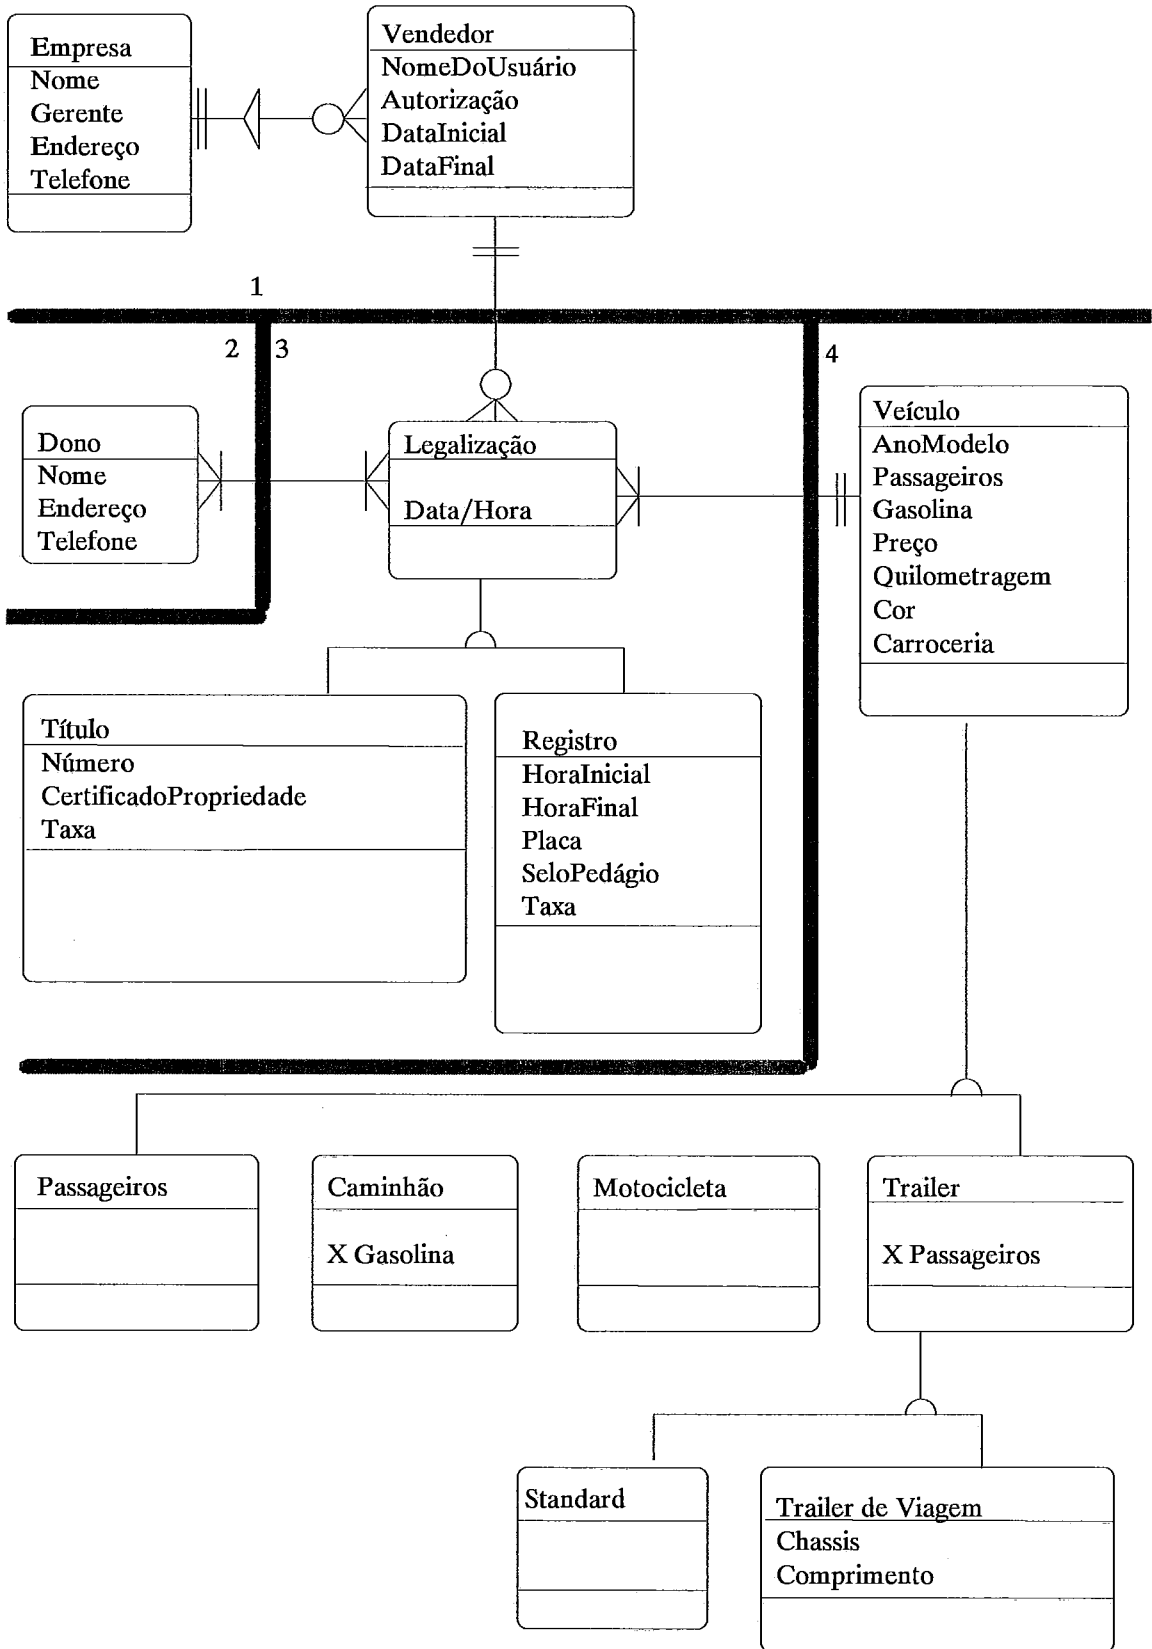 Empresa
Nome
Gerente
Endereço
Telefone
Vendedor
NomeDoUsuário
Autorização
DataInicial
DataFinal
1
2
3
4
Dono
Nome
Endereço
Telefone
Legalização
Data/Hora
Veículo
AnoModelo
Passageiros
Gasolina
Preço
Quilometragem
Cor
Carroceria
Título
Número
CertificadoPropriedade
Taxa
Registro
HoraInicial
HoraFinal
Placa
SeloPedágio
Taxa
Passageiros
Caminhão
X Gasolina
Motocicleta
Trailer
X Passageiros
Standard
Trailer de Viagem
Chassis
Comprimento